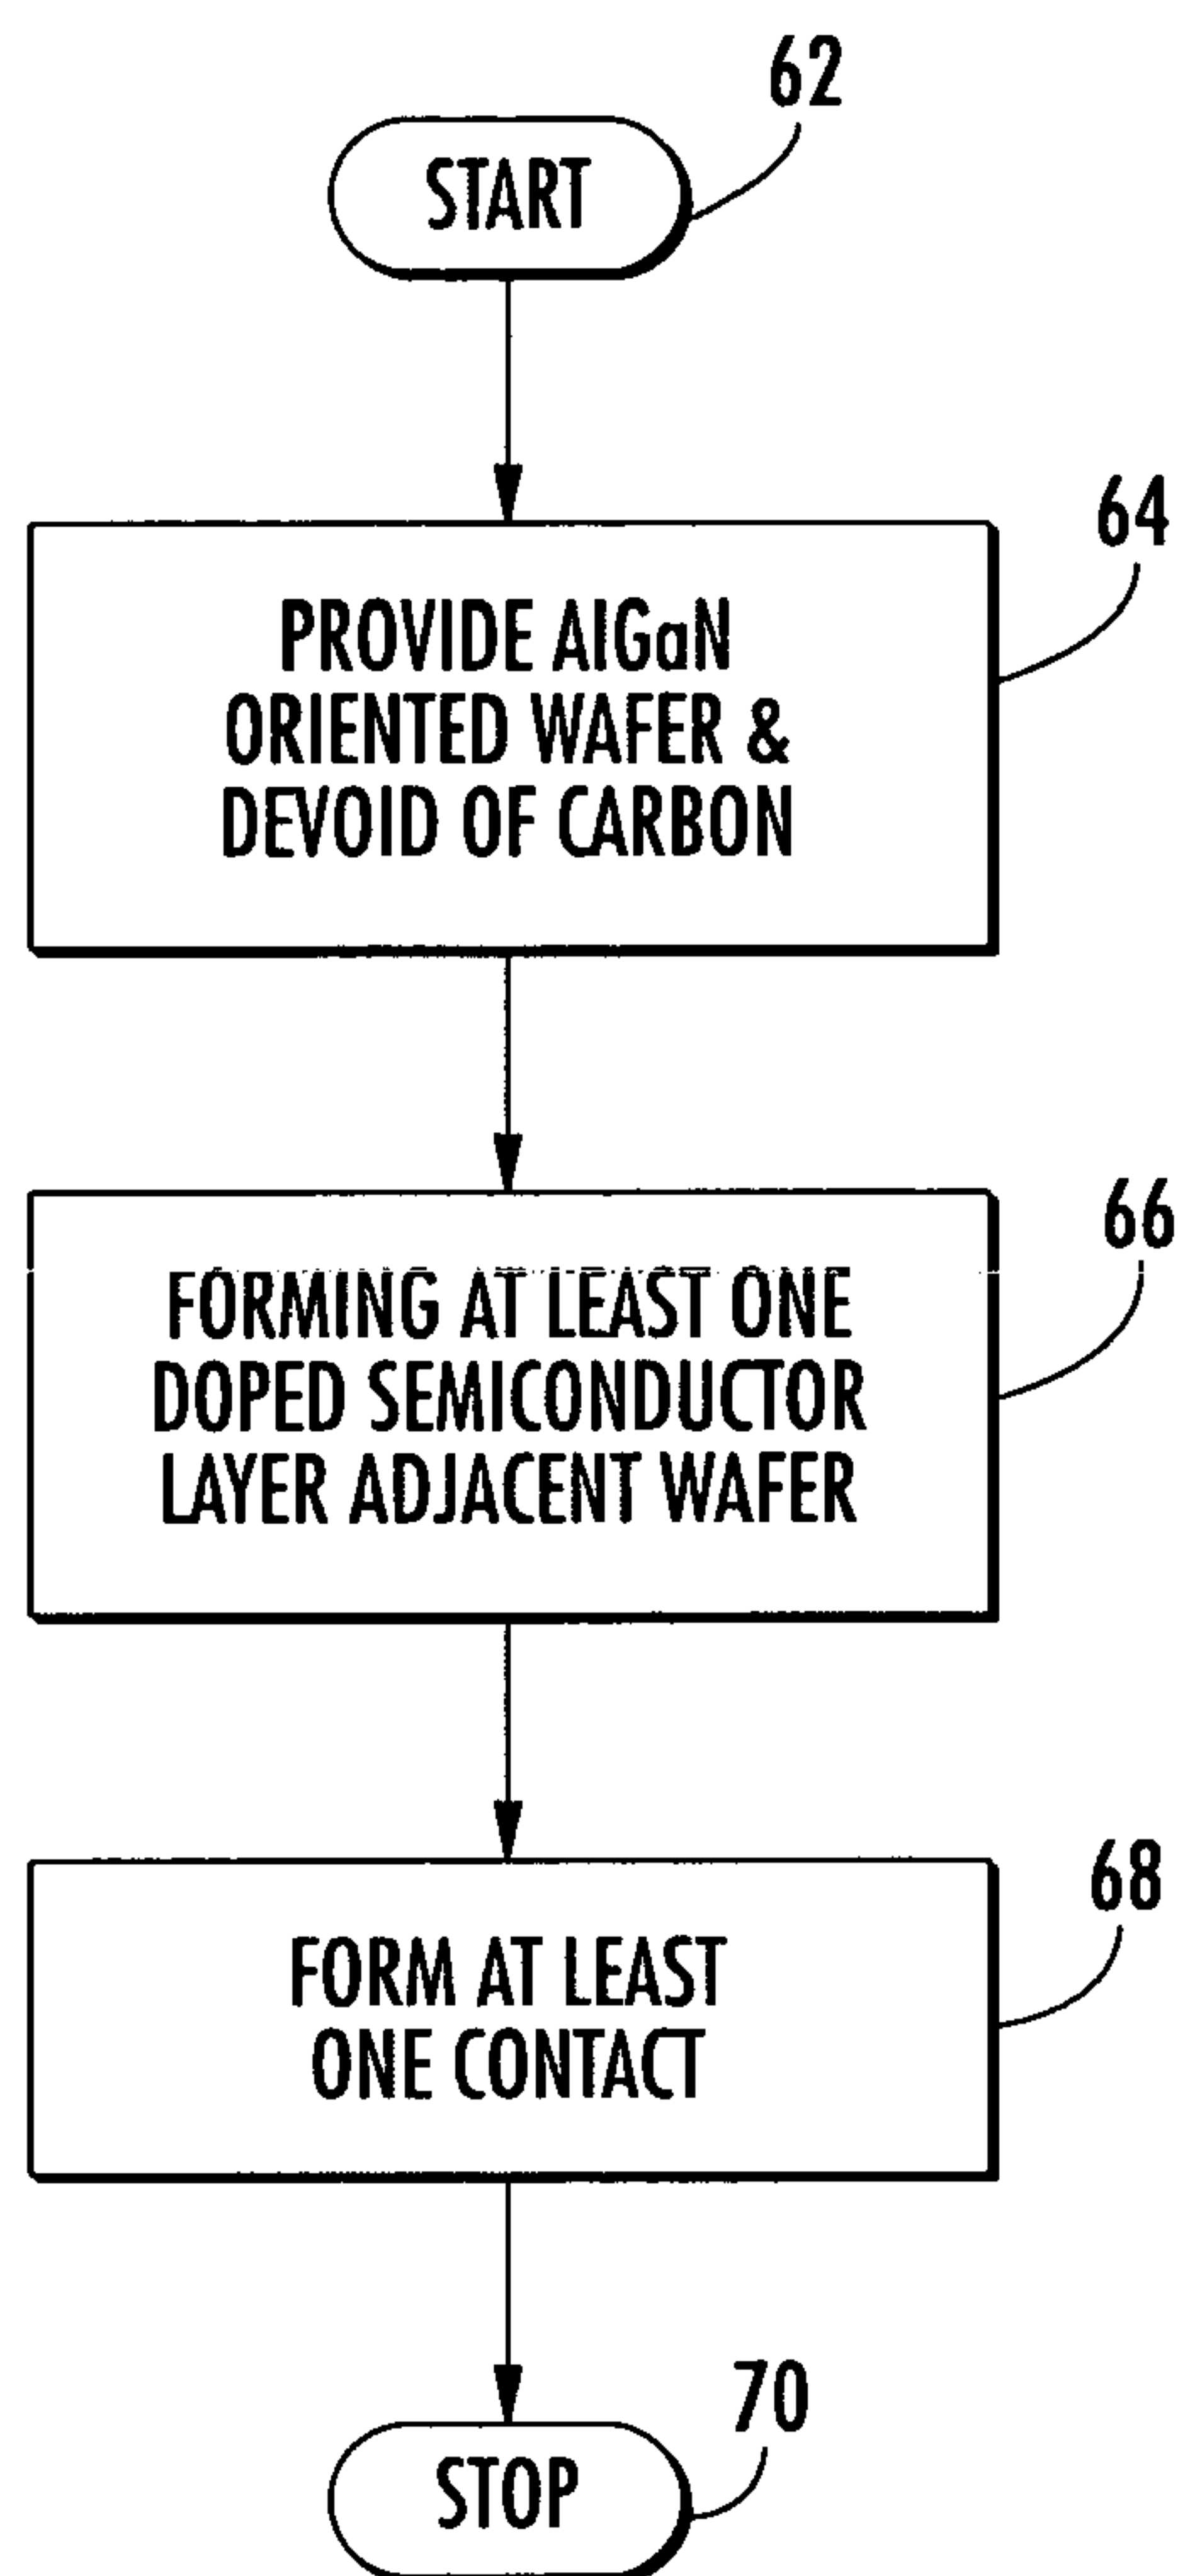 62
START
64
PROVIDE AlGaN
ORIENTED WAFER &
DEVOID OF CARBON
66
FORMING AT LEAST ONE
DOPED SEMICONDUCTOR
LAYER ADJACENT WAFER
68
FORM AT LEAST
ONE CONTACT
70
STOP